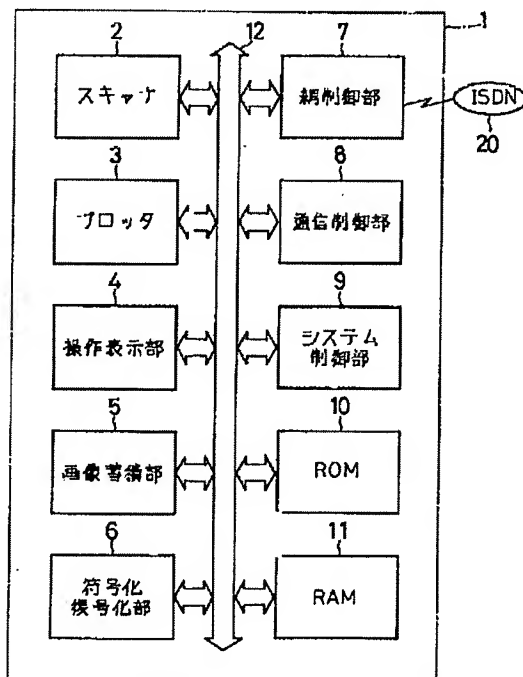 2
12
7
1
スキャナ
網制御部
ISDN
20
3
8
プロッタ
通信制御部
4
9
操作表示部
システム
制御部
5
10
画像蓄積部
ROM
6
11
符号化
復号化部
RAM